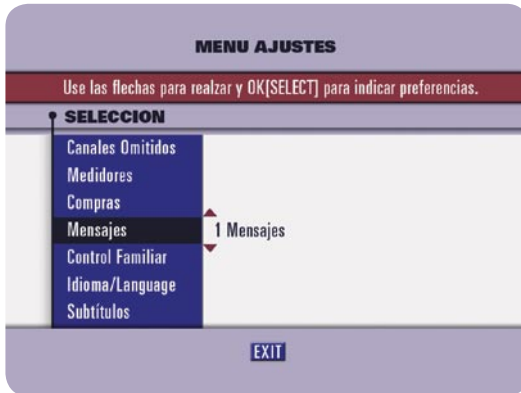 MENU AJUSTES
Use las flechas para realzar y OK[SELECT] para indicar preferencias.
SELECCION
Canales Omitidos
Medidores
Compras
Mensajes
1 Mensajes
Control Familiar
Idioma/Language
Subtítulos
EXIT